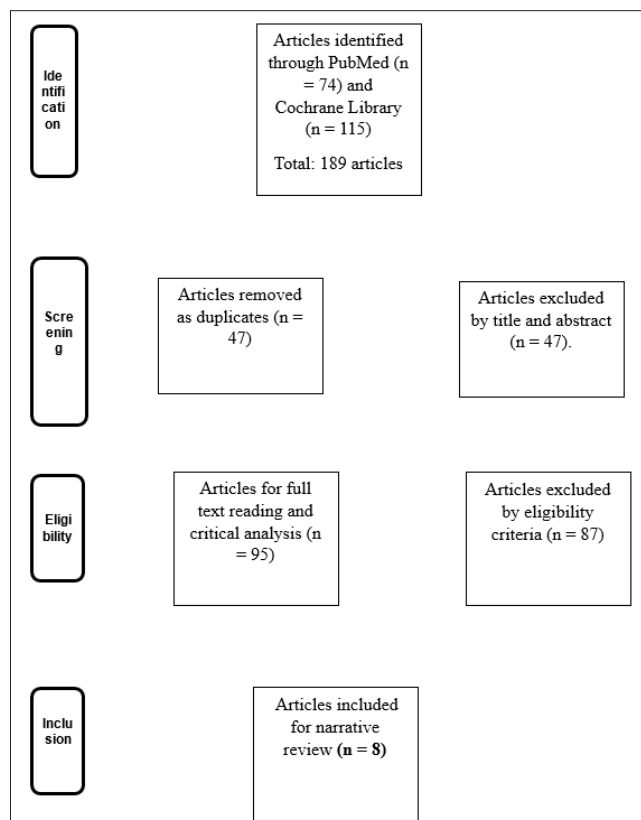 Ide
ntifi
cati
on
Articles identified
through PubMed (n
= 74) and
Cochrane Library
(n = 115)
Total: 189 articles
Scre
enin
g
Articles removed
as duplicates (n =
47)
Articles excluded
by title and abstract
(n = 47).
Eligi
bility
Articles for full
text reading and
critical analysis (n
= 95)
Articles excluded
by eligibility
criteria (n = 87)
Inclu
sion
Articles included
for narrative
review (n = 8)